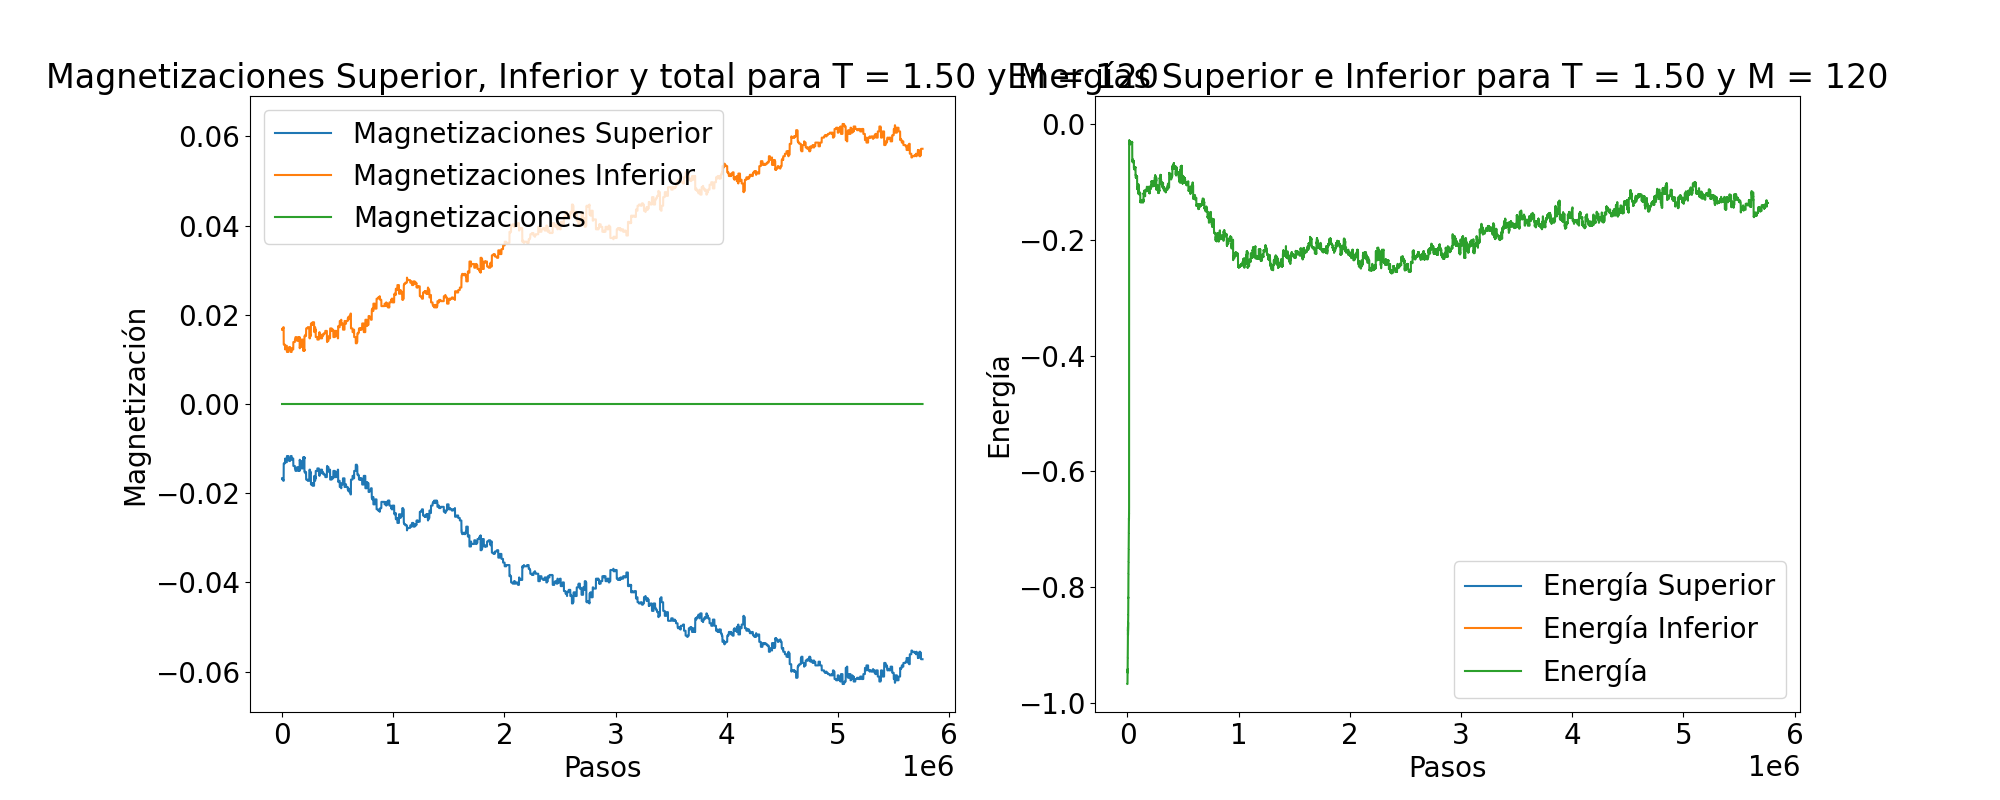 Magnetizaciones Superior, Inferior y total para T = 1.50 y M = 120
Magnetizaciones Superior
Magnetizaciones Inferior
Magnetizaciones
Magnetización
0.06
0.04
0.02
0.00
−0.02
−0.04
−0.06
0 1 2 3 4 5 6
1e6
Pasos
Energías Superior e Inferior para T = 1.50 y M = 120
Energía
0.0
−0.2
−0.4
−0.6
−0.8
−1.0
Energía Superior
Energía Inferior
Energía
0 1 2 3 4 5 6
1e6
Pasos